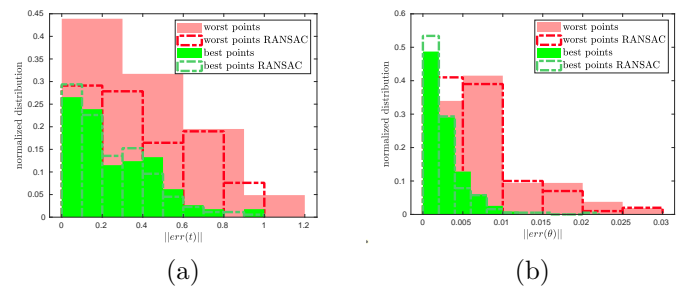 0.45
0.4
0.35
0.3
0.25
0.2
0.15
0.1
0.05
0
normalized distribution
worst points
worst points RANSAC
best points
best points RANSAC
0 0.2 0.4 0.6 0.8 1 1.2
||err(t)||
(a)
0.6
0.5
0.4
0.3
0.2
0.1
0
normalized distribution
worst points
worst points RANSAC
best points
best points RANSAC
0 0.005 0.01 0.015 0.02 0.025 0.03
||err(θ)||
(b)